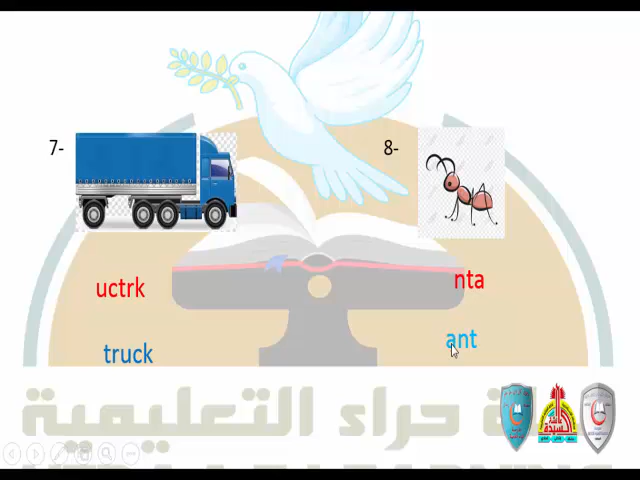 7-
8-
uctrk
nta
truck
ant
حراء التعليمية